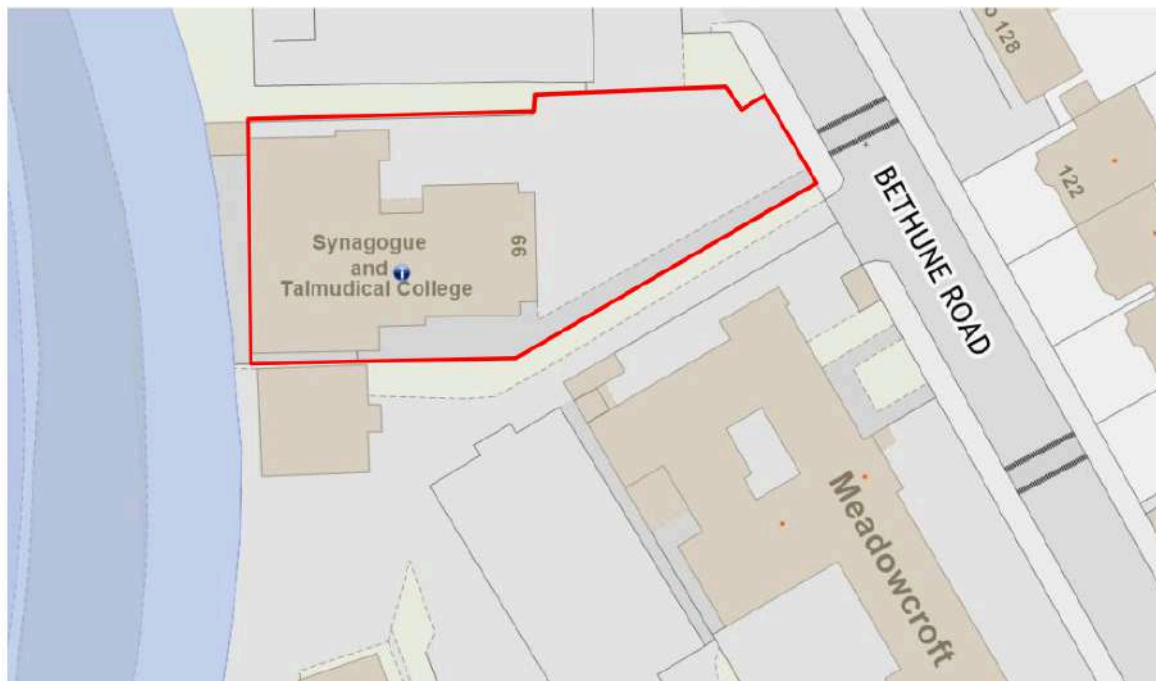 o 128
122
BETHUNE ROAD
Synagogue
and
Talmudical College
99
Meadowcroft